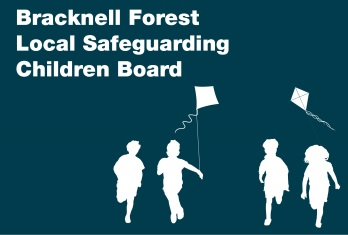 Bracknell Forest
Local Safeguarding
Children Board